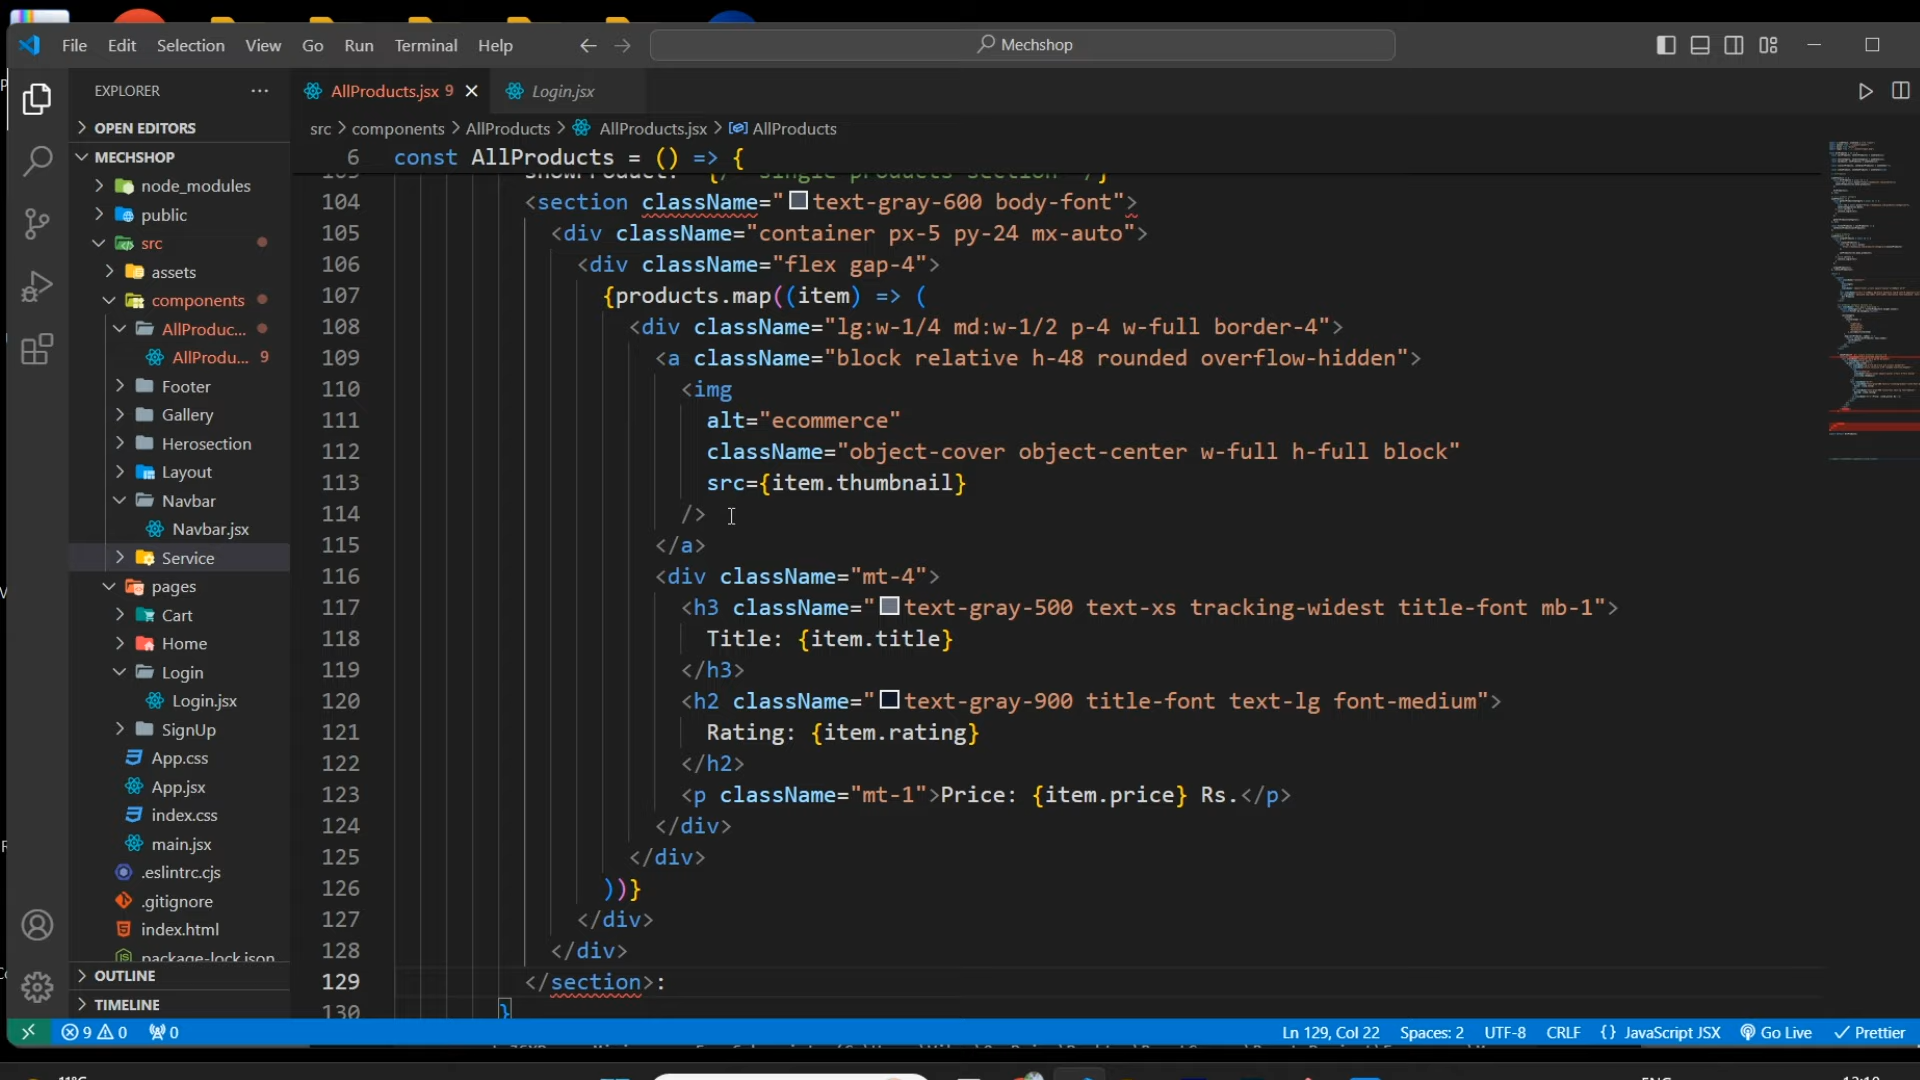 File Edit Selection View Go Run Terminal Help
Mechshop
EXPLORER
AllProducts.jsx 9
Login.jsx
OPEN EDITORS
src > components > AllProducts > AllProducts.jsx > AllProducts
MECHSHOP
6 const AllProducts = () => {
node_modules
104 <section className="text-gray-600 body-font">
public
105 <div className="container px-5 py-24 mx-auto">
src
106 <div className="flex gap-4">
assets
107 {products.map((item) => (
components
108 <div className="lg:w-1/4 md:w-1/2 p-4 w-full border-4">
AllProduc...
109 <a className="block relative h-48 rounded overflow-hidden">
AllProdu... 9
110 <img
Footer
111 alt="ecommerce"
Gallery
112 className="object-cover object-center w-full h-full block"
Herosection
113 src={item.thumbnail}
Layout
114 />
Navbar
115 </a>
Navbar.jsx
116 <div className="mt-4">
Service
117 <h3 className="text-gray-500 text-xs tracking-widest title-font mb-1">
pages
118 Title: {item.title}
Cart
119 </h3>
Home
120 <h2 className="text-gray-900 title-font text-lg font-medium">
Login
121 Rating: {item.rating}
Login.jsx
122 </h2>
SignUp
123 <p className="mt-1">Price: {item.price} Rs.</p>
App.css
124 </div>
App.jsx
125 </div>
index.css
126 ))}
main.jsx
127 </div>
.eslintrc.cjs
128 </div>
.gitignore
129 </section>:
index.html
130 }
package-lock.json
OUTLINE
TIMELINE
9 0 0
Ln 129, Col 22 Spaces: 2 UTF-8 CRLF {} JavaScript JSX Go Live Prettier